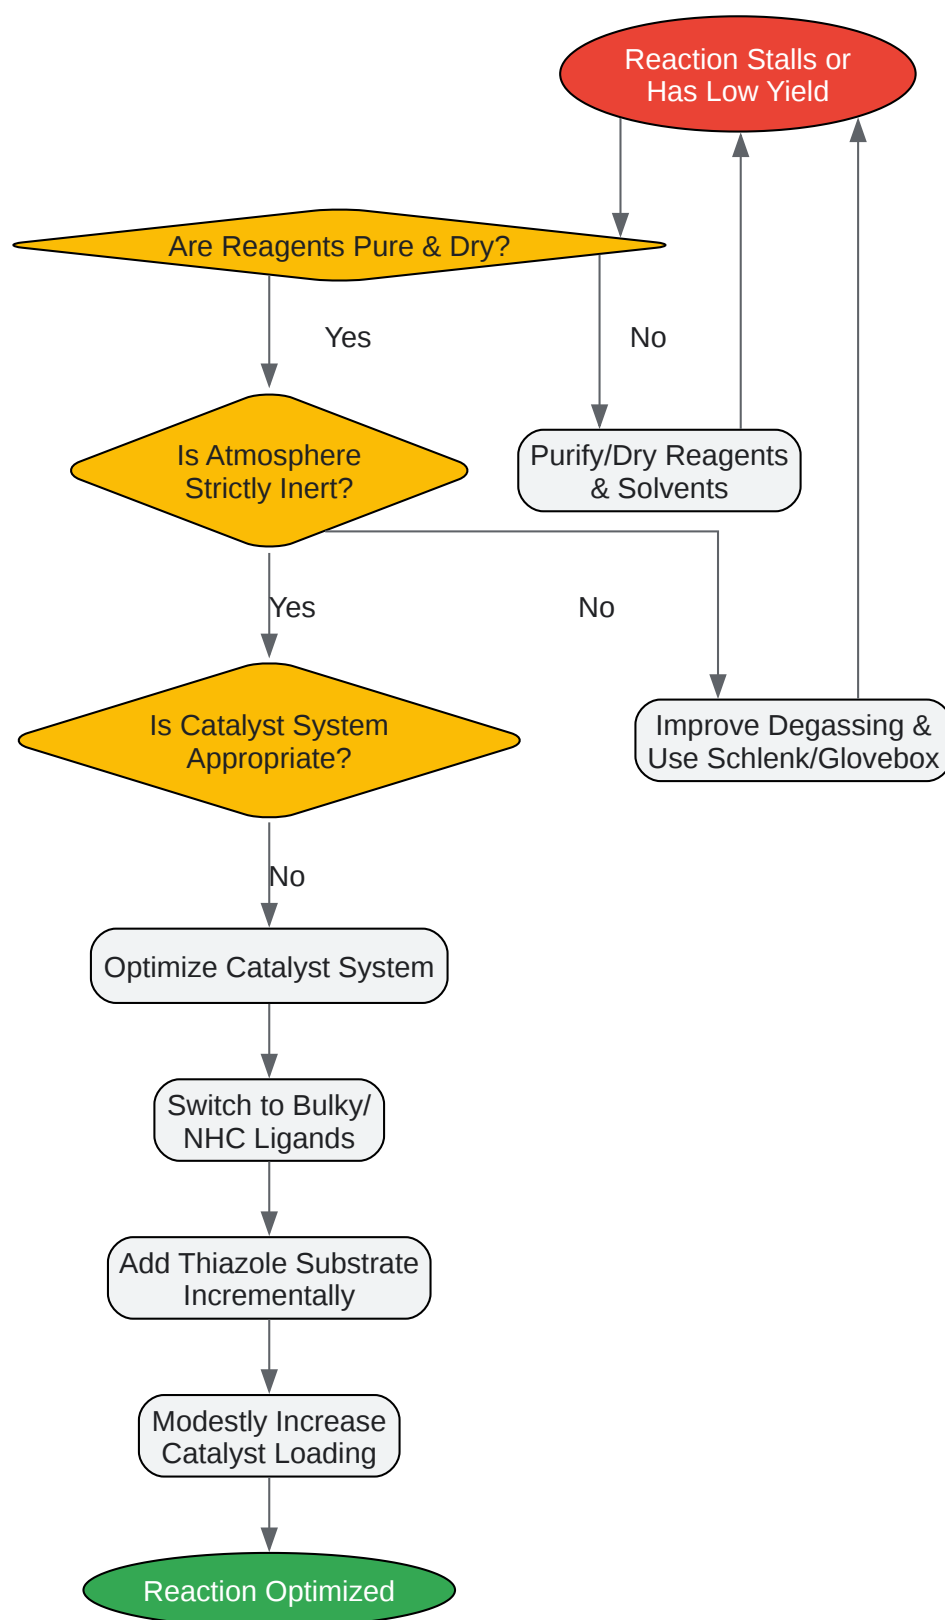 Reaction Stalls or
Has Low Yield
Are Reagents Pure & Dry?
Yes
No
Is Atmosphere
Strictly Inert?
Purify/Dry Reagents
& Solvents
Yes
No
Is Catalyst System
Appropriate?
Improve Degassing &
Use Schlenk/Glovebox
No
Optimize Catalyst System
Switch to Bulky/
NHC Ligands
Add Thiazole Substrate
Incrementally
Modestly Increase
Catalyst Loading
Reaction Optimized